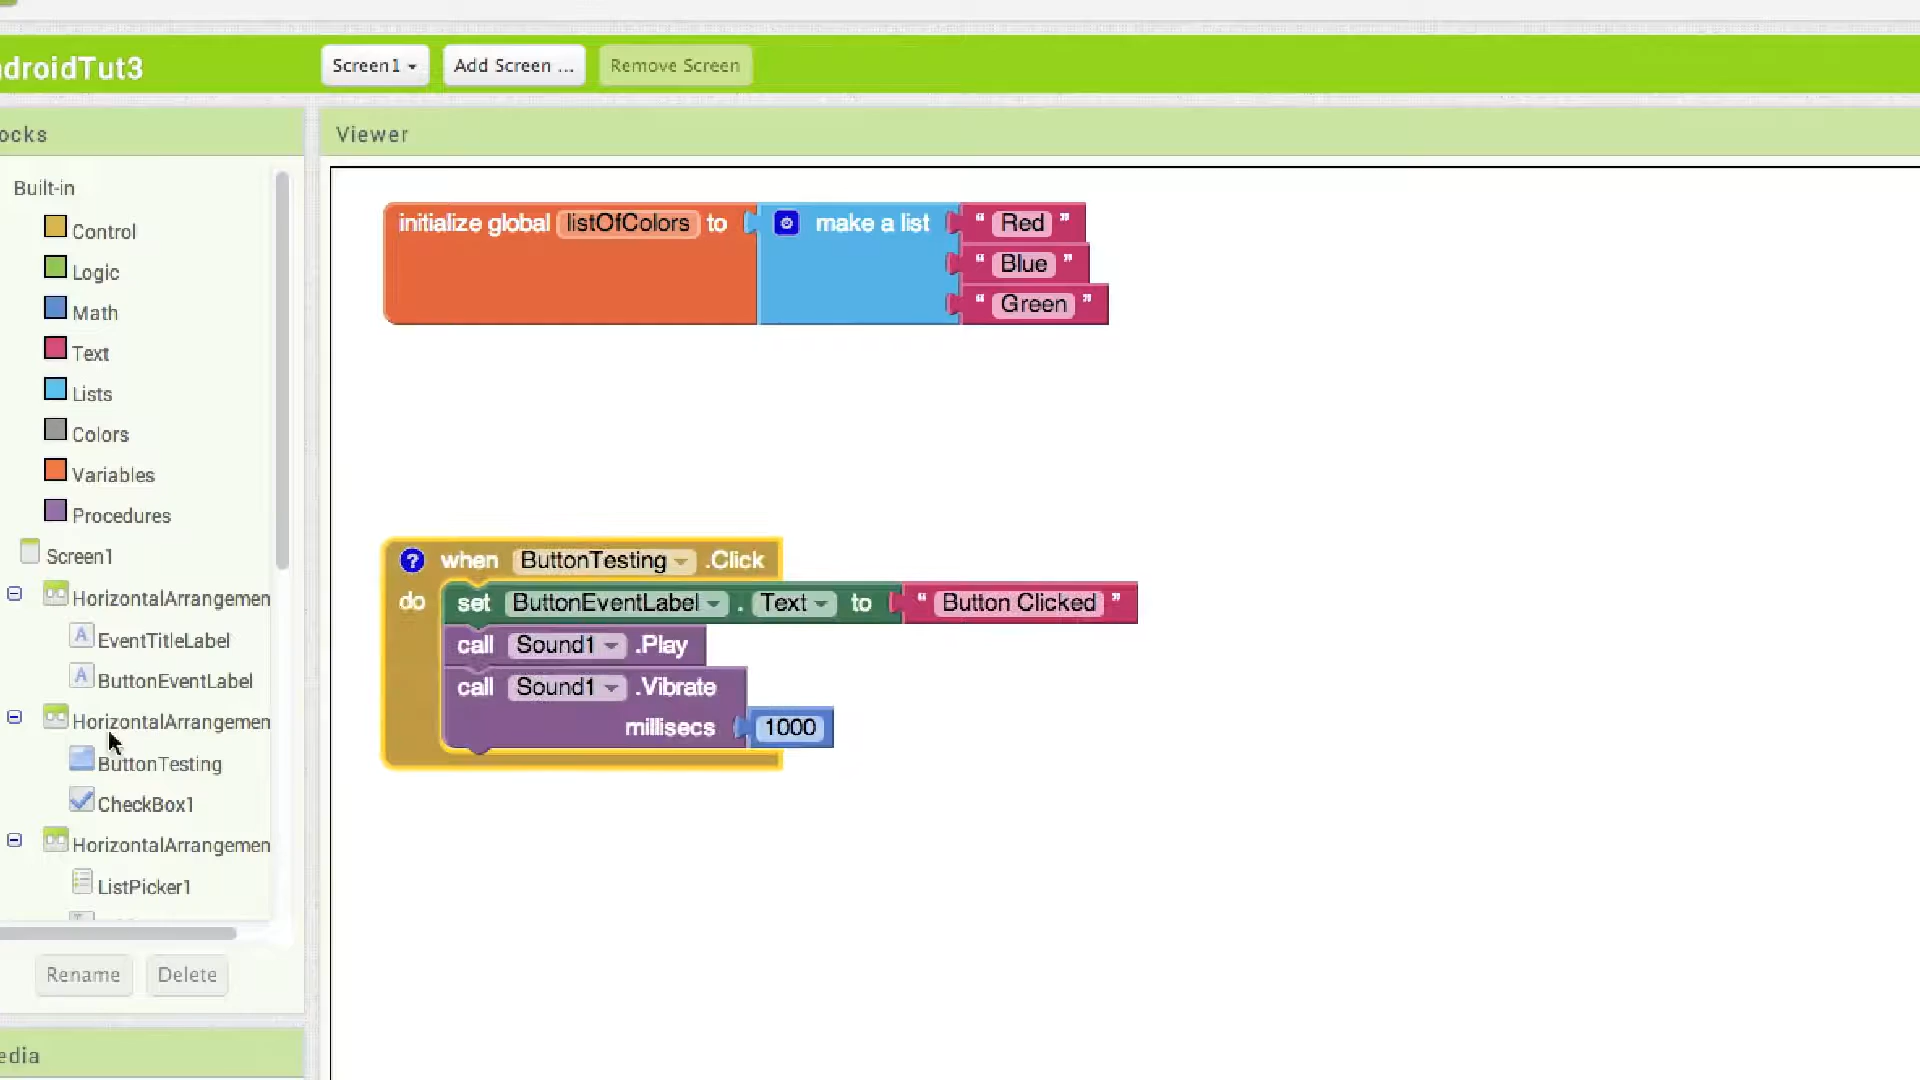 droidTut3
Screen1
Add Screen ...
Remove Screen
ocks
Viewer
Built-in
Control
Logic
Math
Text
Lists
Colors
Variables
Procedures
Screen1
HorizontalArrangemen
EventTitleLabel
ButtonEventLabel
HorizontalArrangemen
ButtonTesting
CheckBox1
HorizontalArrangemen
ListPicker1
Rename
Delete
edia
initialize global listOfColors to make a list " Red "
" Blue "
" Green "
? when ButtonTesting .Click
do set ButtonEventLabel . Text to " Button Clicked "
call Sound1 .Play
call Sound1 .Vibrate
millisecs 1000